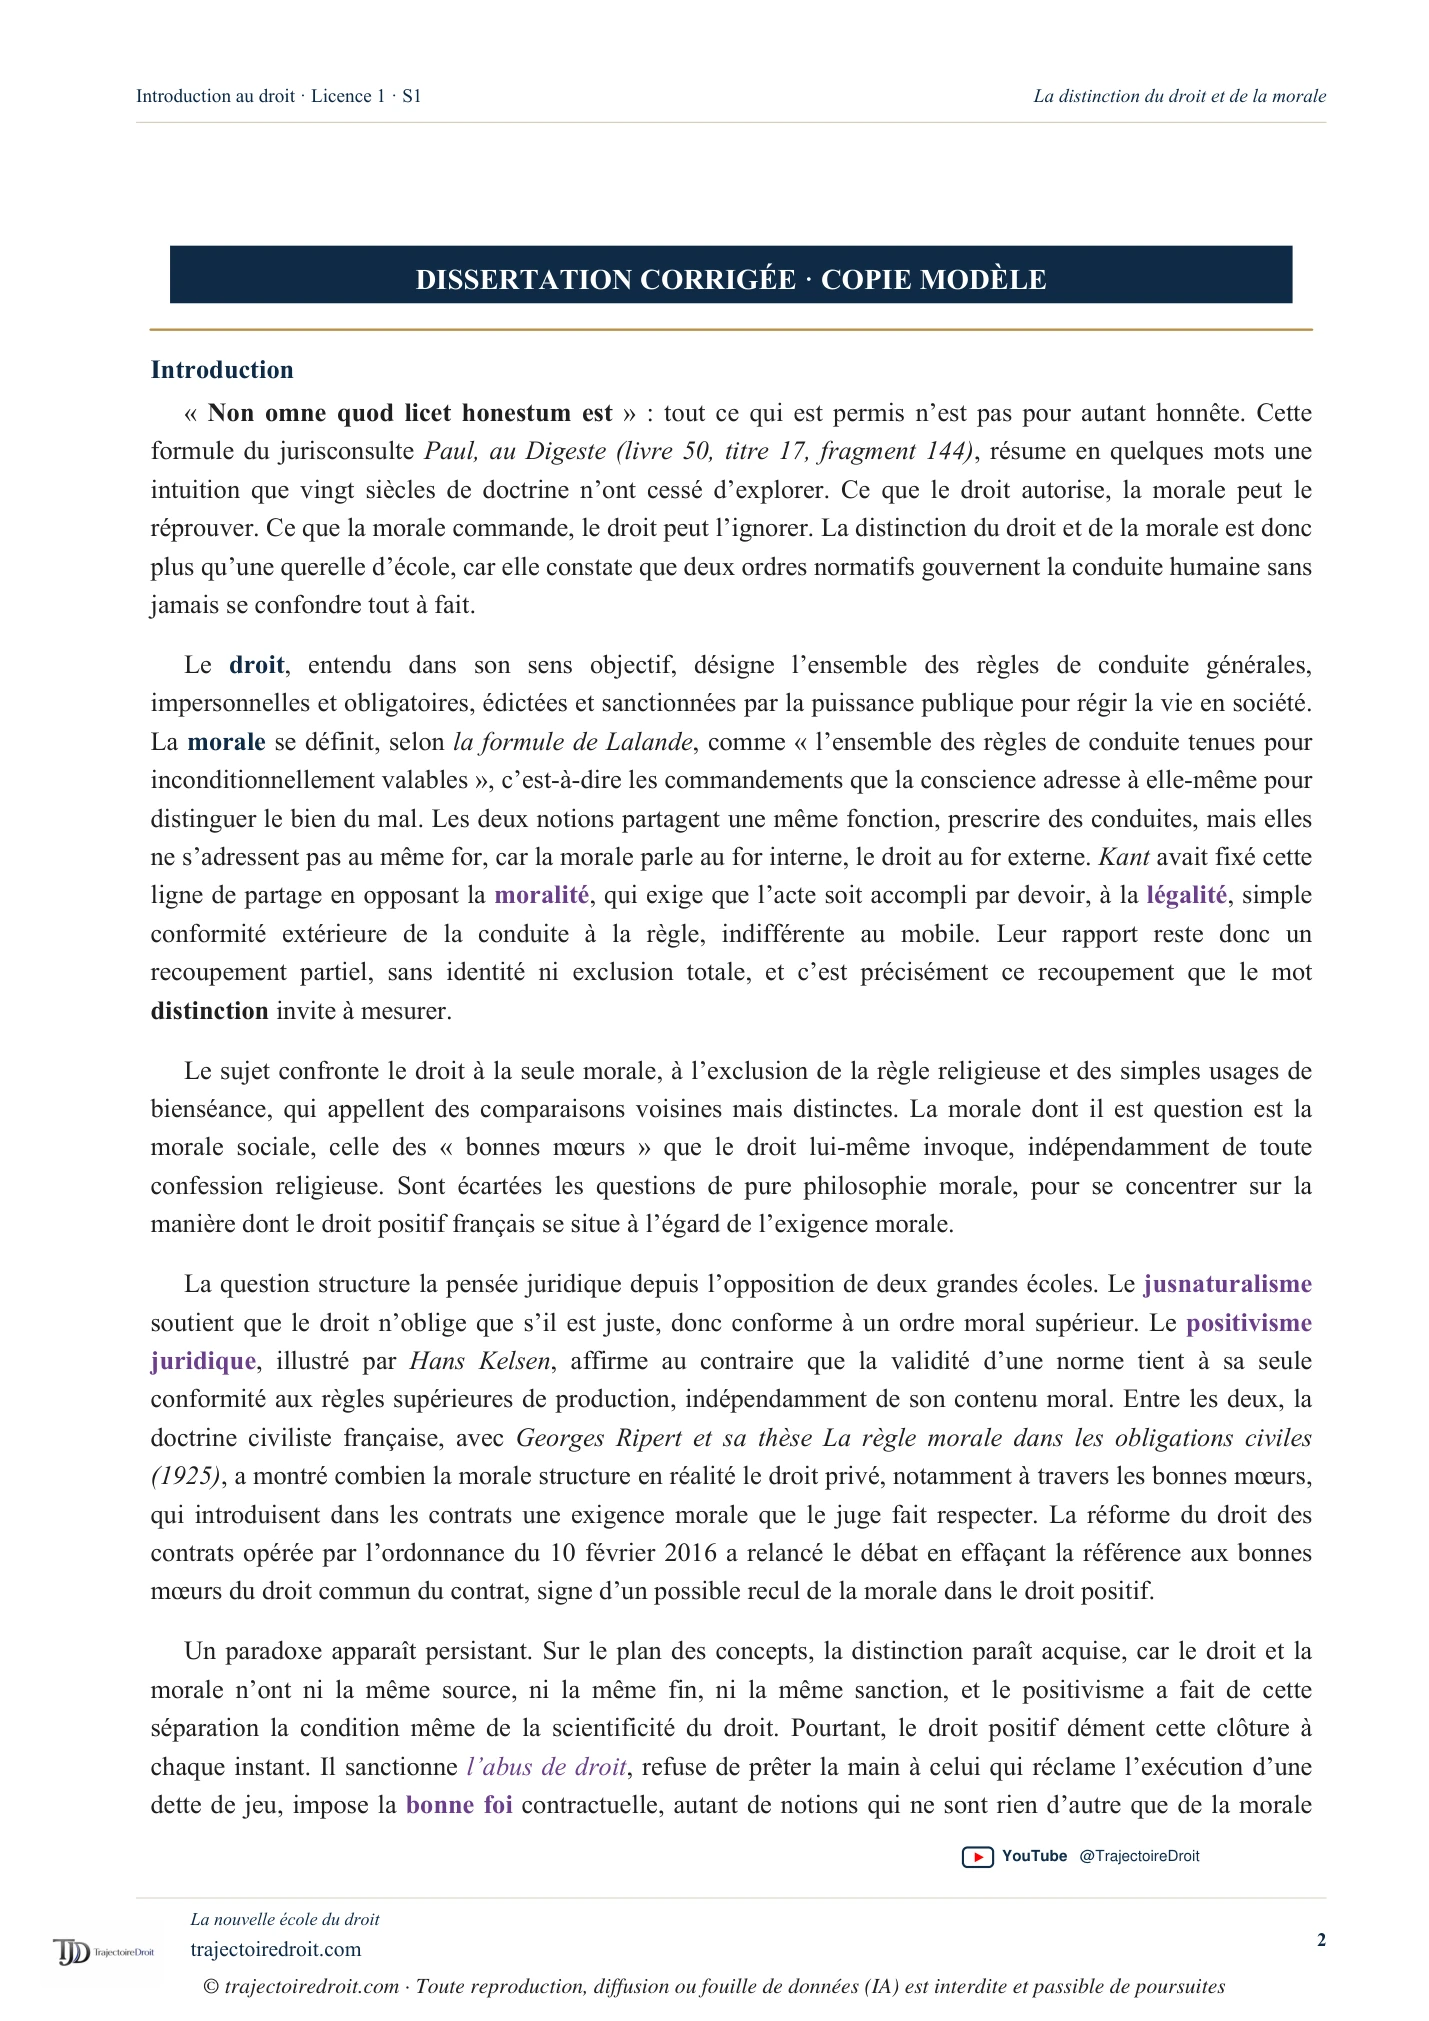 Introduction au droit · Licence 1 · S1
La distinction du droit et de la morale
DISSERTATION CORRIGÉE · COPIE MODÈLE
Introduction
« Non omne quod licet honestum est » : tout ce qui est permis n’est pas pour autant honnête. Cette
formule du jurisconsulte Paul, au Digeste (livre 50, titre 17, fragment 144), résume en quelques mots une
intuition que vingt siècles de doctrine n’ont cessé d’explorer. Ce que le droit autorise, la morale peut le
réprouver. Ce que la morale commande, le droit peut l’ignorer. La distinction du droit et de la morale est donc
plus qu’une querelle d’école, car elle constate que deux ordres normatifs gouvernent la conduite humaine sans
jamais se confondre tout à fait.
Le droit, entendu dans son sens objectif, désigne l’ensemble des règles de conduite générales,
impersonnelles et obligatoires, édictées et sanctionnées par la puissance publique pour régir la vie en société.
La morale se définit, selon la formule de Lalande, comme « l’ensemble des règles de conduite tenues pour
inconditionnellement valables », c’est-à-dire les commandements que la conscience adresse à elle-même pour
distinguer le bien du mal. Les deux notions partagent une même fonction, prescrire des conduites, mais elles
ne s’adressent pas au même for, car la morale parle au for interne, le droit au for externe. Kant avait fixé cette
ligne de partage en opposant la moralité, qui exige que l’acte soit accompli par devoir, à la légalité, simple
conformité extérieure de la conduite à la règle, indifférente au mobile. Leur rapport reste donc un
recoupement partiel, sans identité ni exclusion totale, et c’est précisément ce recoupement que le mot
distinction invite à mesurer.
Le sujet confronte le droit à la seule morale, à l’exclusion de la règle religieuse et des simples usages de
bienséance, qui appellent des comparaisons voisines mais distinctes. La morale dont il est question est la
morale sociale, celle des « bonnes mœurs » que le droit lui-même invoque, indépendamment de toute
confession religieuse. Sont écartées les questions de pure philosophie morale, pour se concentrer sur la
manière dont le droit positif français se situe à l’égard de l’exigence morale.
La question structure la pensée juridique depuis l’opposition de deux grandes écoles. Le jusnaturalisme
soutient que le droit n’oblige que s’il est juste, donc conforme à un ordre moral supérieur. Le positivisme
juridique, illustré par Hans Kelsen, affirme au contraire que la validité d’une norme tient à sa seule
conformité aux règles supérieures de production, indépendamment de son contenu moral. Entre les deux, la
doctrine civiliste française, avec Georges Ripert et sa thèse La règle morale dans les obligations civiles
(1925), a montré combien la morale structure en réalité le droit privé, notamment à travers les bonnes mœurs,
qui introduisent dans les contrats une exigence morale que le juge fait respecter. La réforme du droit des
contrats opérée par l’ordonnance du 10 février 2016 a relancé le débat en effaçant la référence aux bonnes
mœurs du droit commun du contrat, signe d’un possible recul de la morale dans le droit positif.
Un paradoxe apparaît persistant. Sur le plan des concepts, la distinction paraît acquise, car le droit et la
morale n’ont ni la même source, ni la même fin, ni la même sanction, et le positivisme a fait de cette
séparation la condition même de la scientificité du droit. Pourtant, le droit positif dément cette clôture à
chaque instant. Il sanctionne l’abus de droit, refuse de prêter la main à celui qui réclame l’exécution d’une
dette de jeu, impose la bonne foi contractuelle, autant de notions qui ne sont rien d’autre que de la morale
YouTube @TrajectoireDroit
La nouvelle école du droit
TJD TrajectoireDroit
trajectoiredroit.com
2
© trajectoiredroit.com · Toute reproduction, diffusion ou fouille de données (IA) est interdite et passible de poursuites